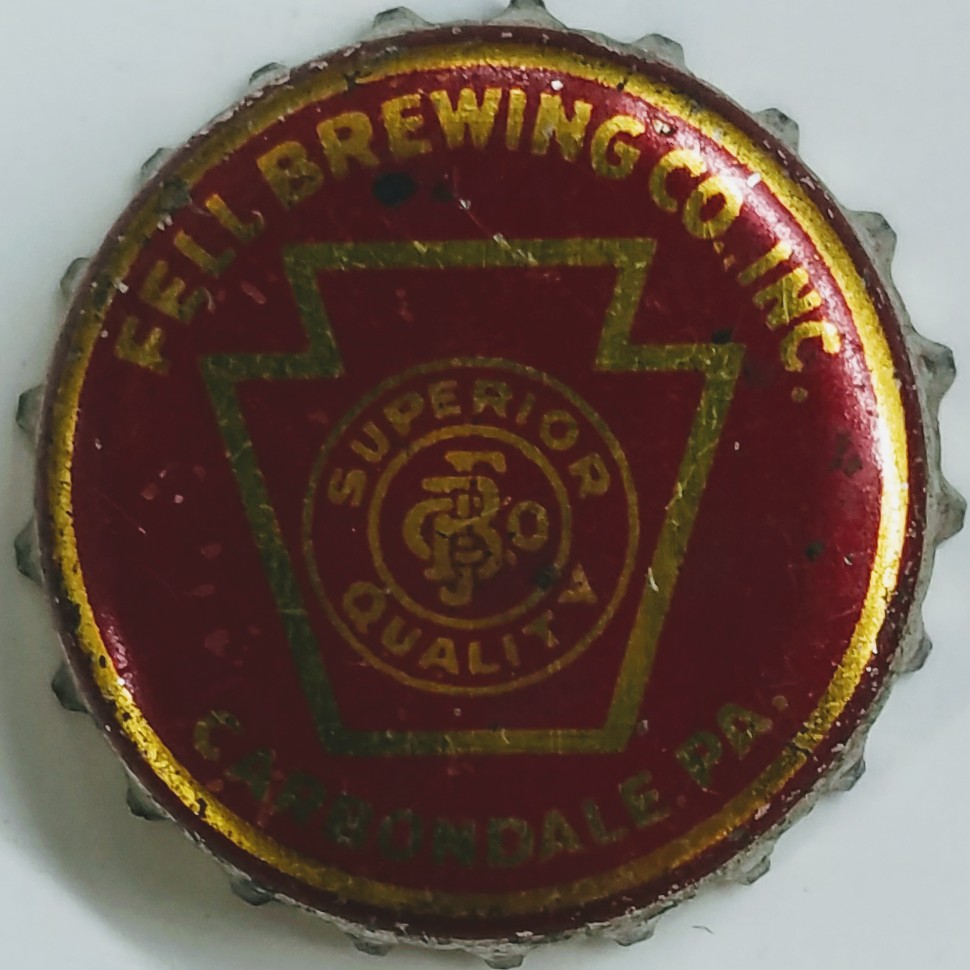 FELL BREWING CO. INC.
SUPERIOR
QUALITY
CARBONDALE. PA.